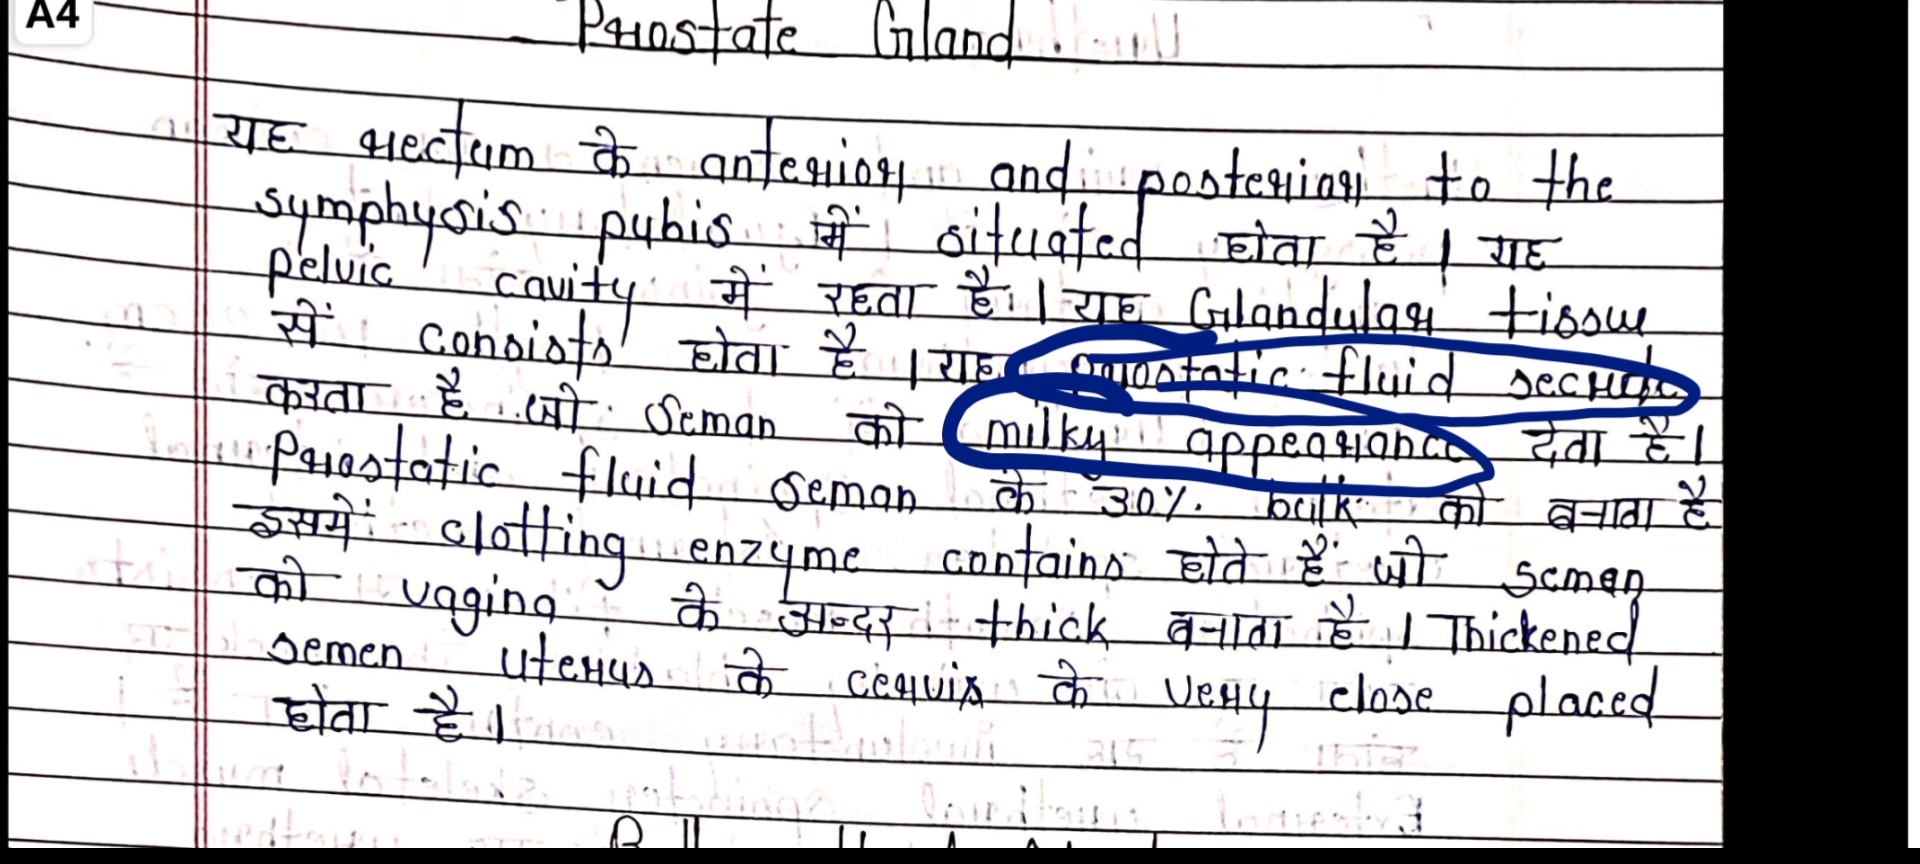 A4
Prostate Gland
यह rectum के anterior and posterior to the
symphysis pubis में situated होता है । यह
pelvic cavity में रहता है । यह Glandular tissue
से consists होता है । यह prostatic fluid secrete
करता है जो seman को milky appearance देता है ।
Prostatic fluid seman के 30% bulk को बनाता है
इसमें clotting enzyme contains होते हैं जो semen
को vagina के अन्दर thick बनाता है । Thickened
semen uterus के cervix के very close placed
होता है ।